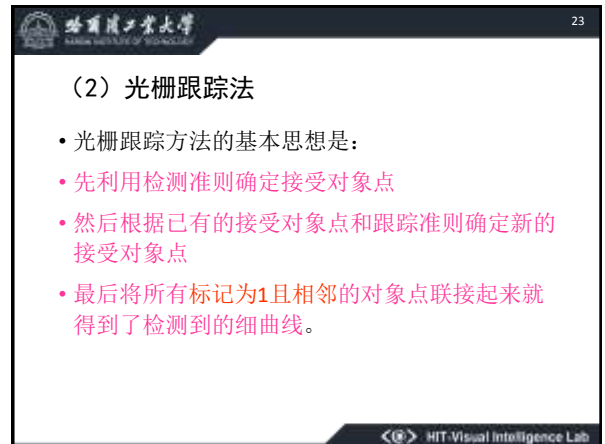 哈爾濱工業大學
HARBIN INSTITUTE OF TECHNOLOGY
23
（2）光栅跟踪法
• 光栅跟踪方法的基本思想是：
• 先利用检测准则确定接受对象点
• 然后根据已有的接受对象点和跟踪准则确定新的
接受对象点
• 最后将所有标记为1且相邻的对象点联接起来就
得到了检测到的细曲线。
HIT-Visual Intelligence Lab